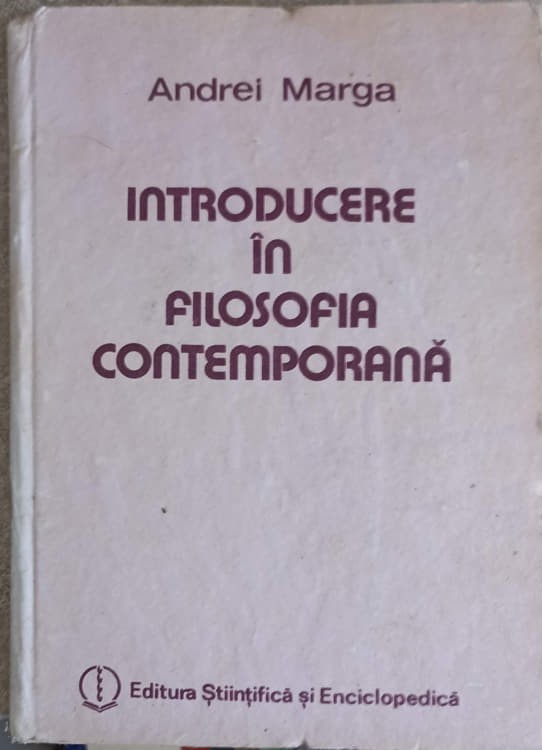 Andrei Marga
INTRODUCERE
ÎN
FILOSOFIA
CONTEMPORANĂ
Editura Științifică și Enciclopedică